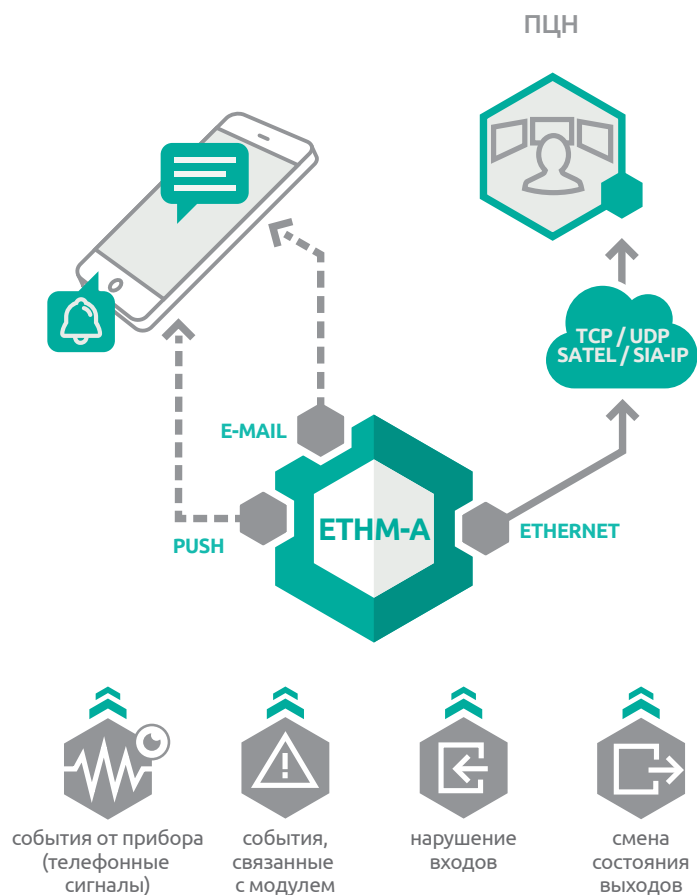 ПЦН
TCP / UDP
SATEL / SIA-IP
E-MAIL
ETHM-A
ETHERNET
PUSH
события от прибора
(телефонные
сигналы)
события,
связанные
с модулем
нарушение
входов
смена
состояния
выходов